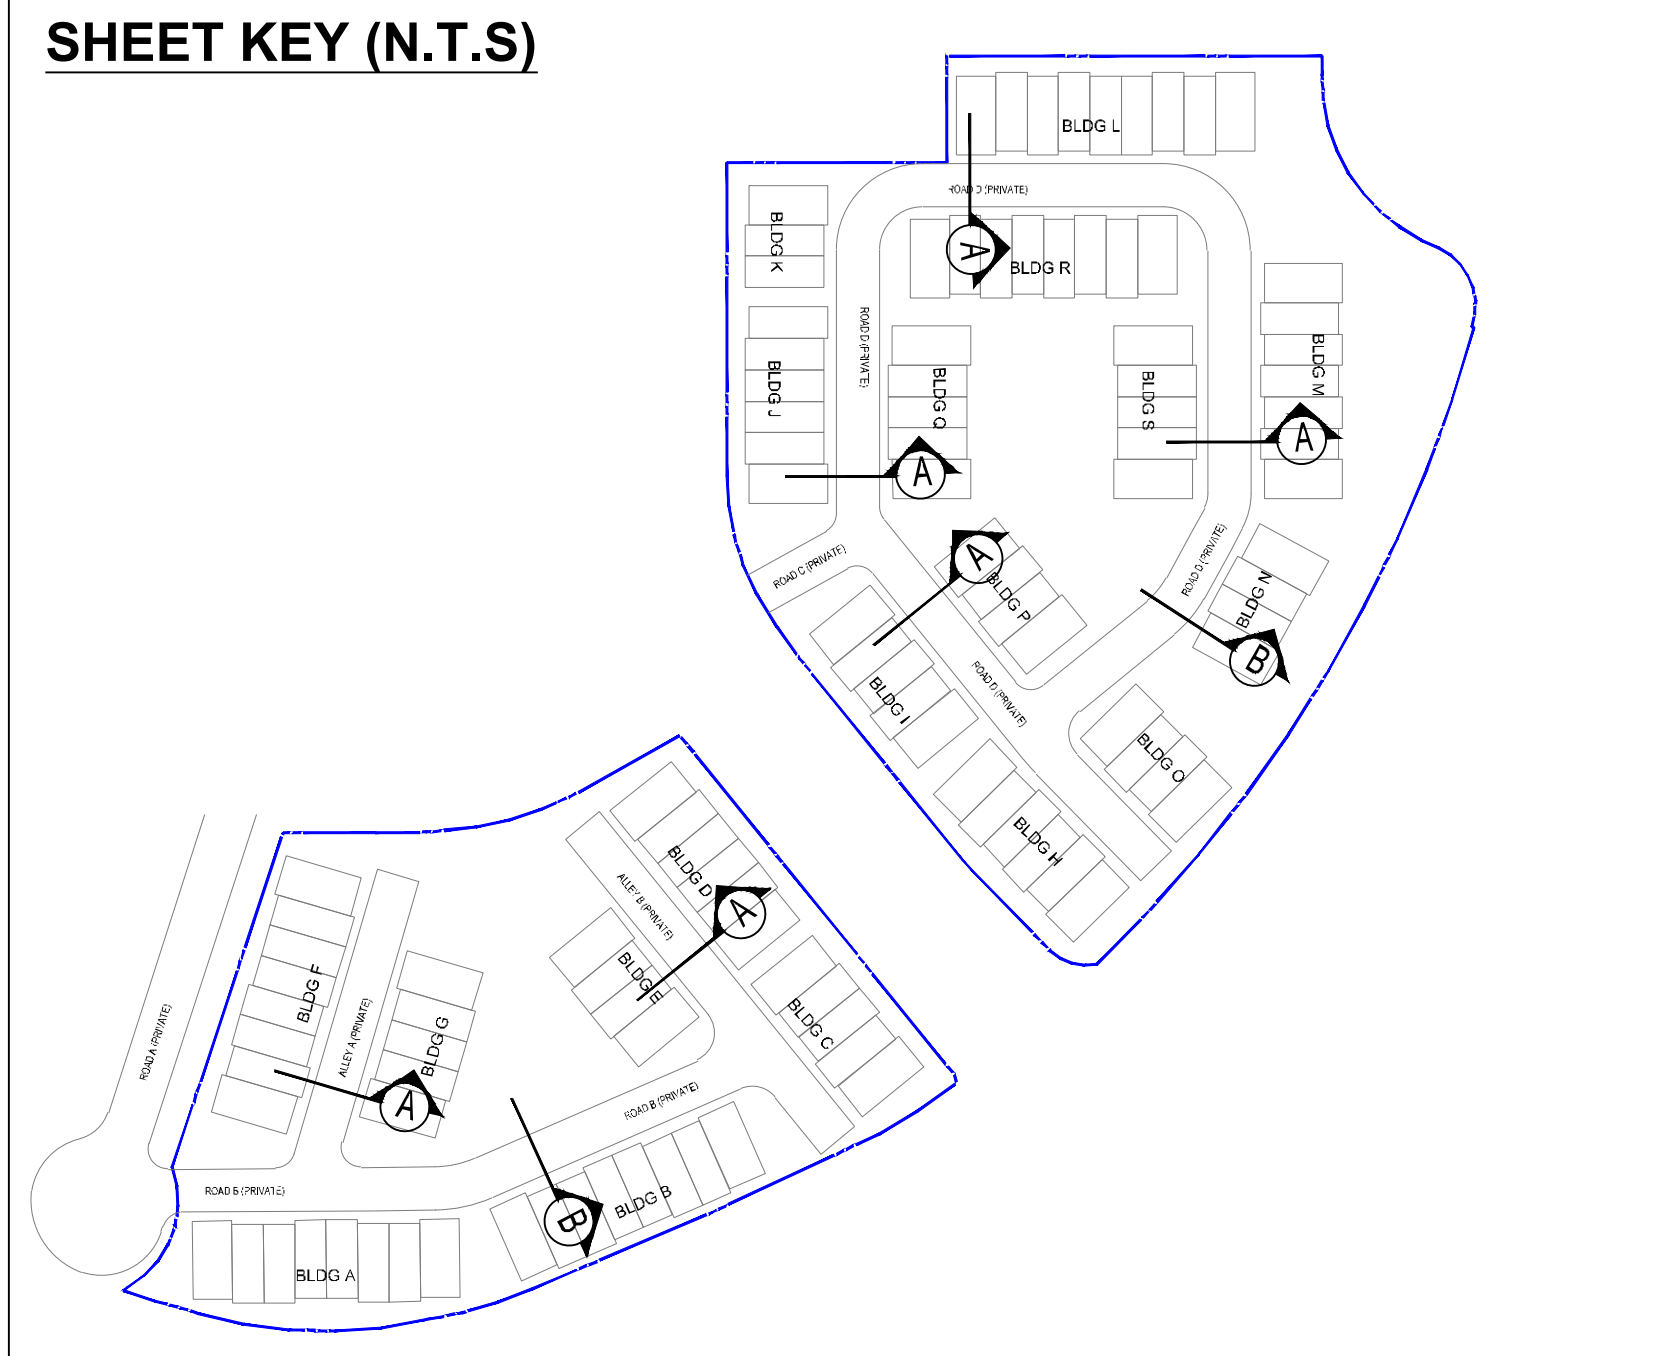 SHEET KEY (N.T.S)
BLDG L
ROAD D (PRIVATE)
BLDG K
A
BLDG R
ROAD D (PRIVATE)
BLDG J
BLDG Q
BLDG S
BLDG M
A
A
ROAD C (PRIVATE)
A
BLDG P
ROAD D (PRIVATE)
BLDG N
B
BLDG I
ROAD D (PRIVATE)
BLDG O
BLDG H
BLDG D
ALLEY B (PRIVATE)
A
BLDG E
BLDG F
BLDG C
ROAD A (PRIVATE)
ALLEY A (PRIVATE)
BLDG G
A
ROAD B (PRIVATE)
ROAD B (PRIVATE)
BLDG B
B
BLDG A